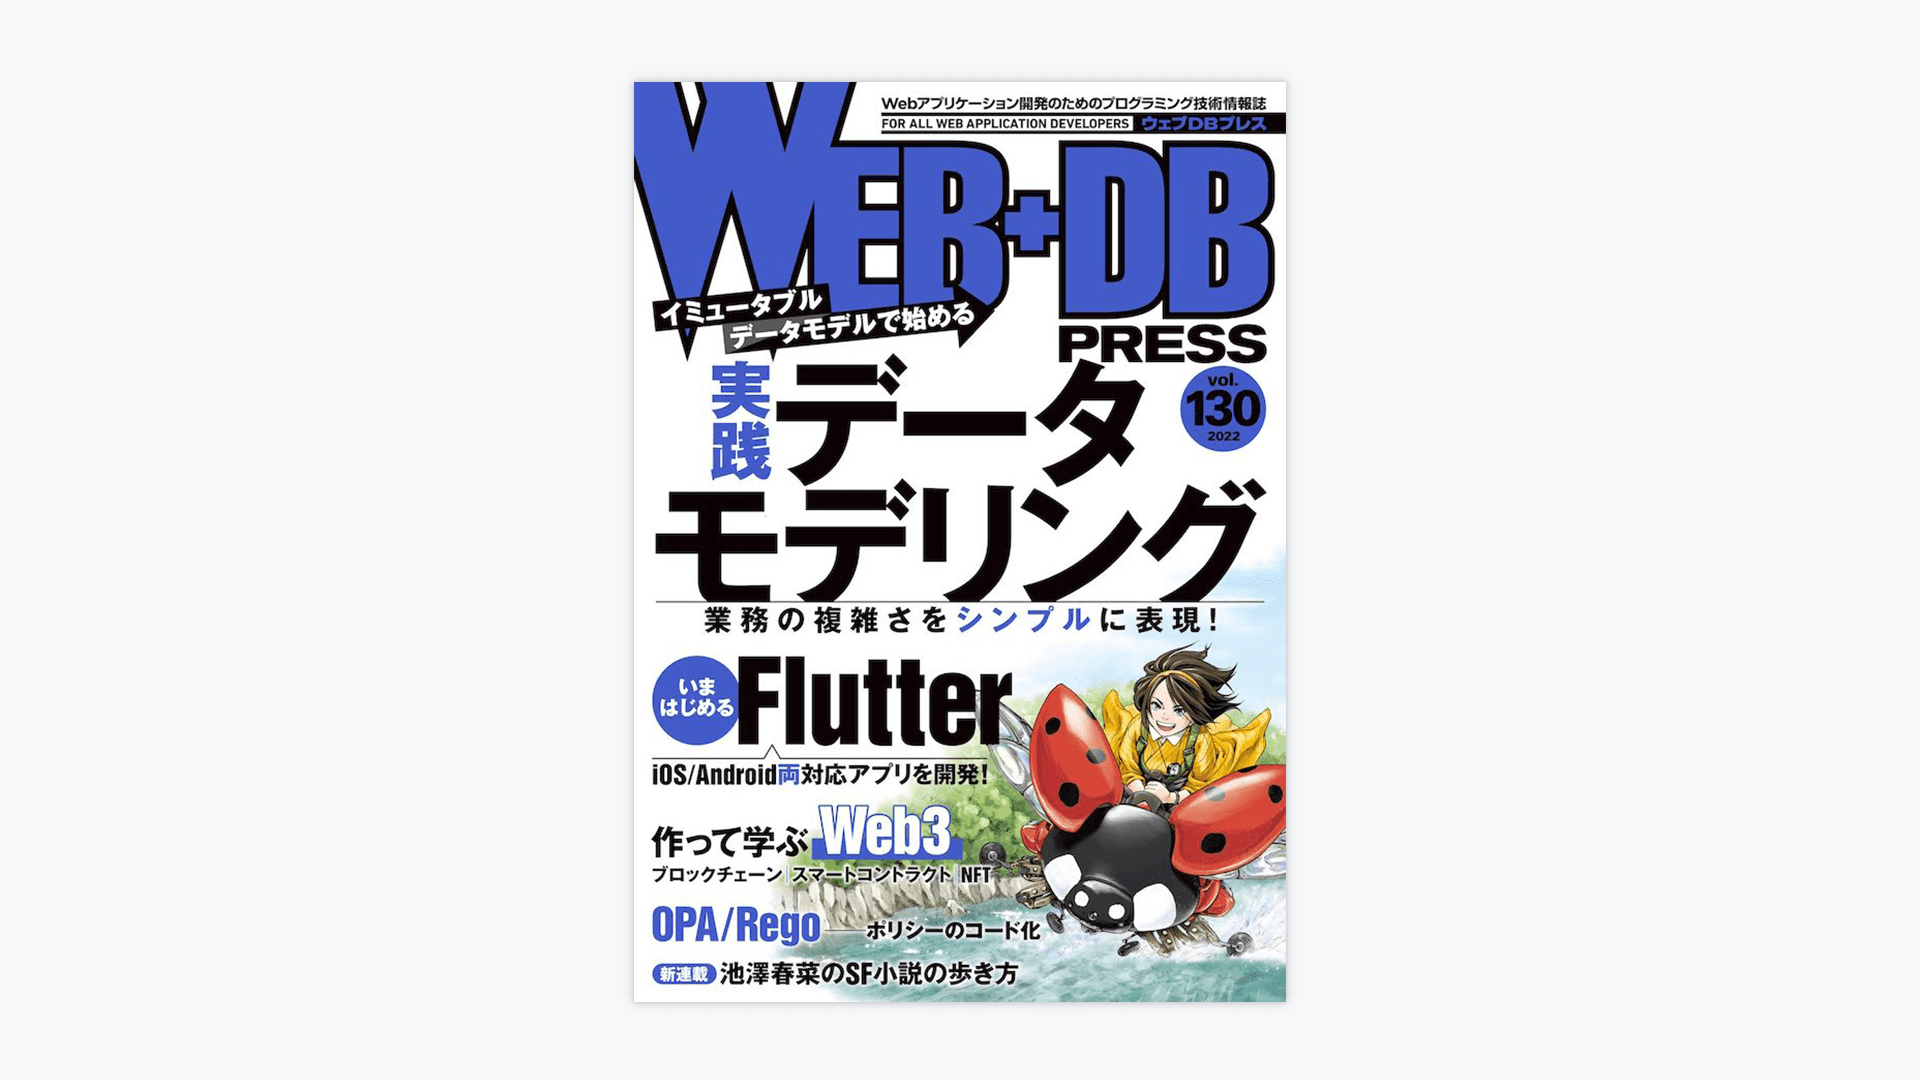 Webアプリケーション開発のためのプログラミング技術情報誌
FOR ALL WEB APPLICATION DEVELOPERS ウェブDBプレス
WEB+DB
PRESS
vol.
130
2022
イミュータブル
データモデルで始める
実践
データ
モデリング
業務の複雑さをシンプルに表現!
いま
はじめる
Flutter
iOS/Android両対応アプリを開発!
作って学ぶ Web3
ブロックチェーン|スマートコントラクト|NFT
OPA/Rego ポリシーのコード化
新連載 池澤春菜のSF小説の歩き方